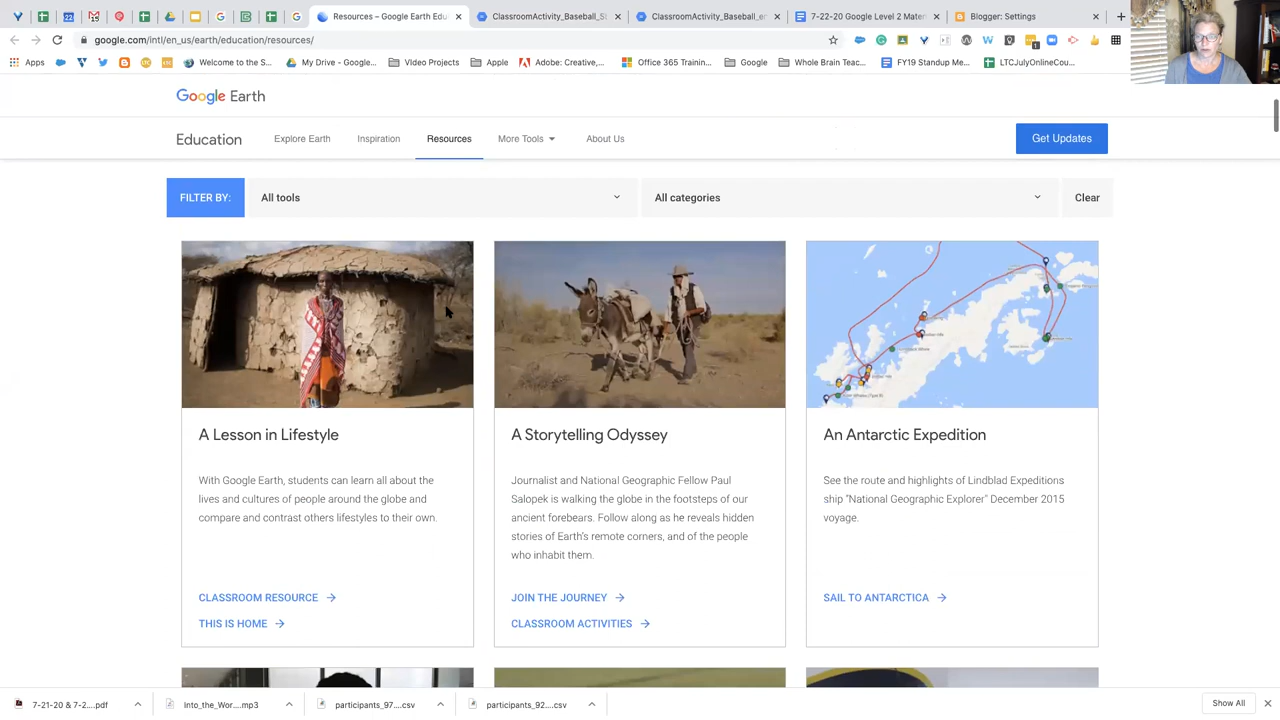 Resources – Google Earth Edu
ClassroomActivity_Baseball_St
ClassroomActivity_Baseball_en
7-22-20 Google Level 2 Mater
Blogger: Settings
google.com/intl/en_us/earth/education/resources/
Apps
Welcome to the S...
My Drive - Google...
Video Projects
Apple
Adobe: Creative,...
Office 365 Trainin...
Google
Whole Brain Teac...
FY19 Standup Me...
LTCJulyOnlineCou...
Google Earth
Education
Explore Earth
Inspiration
Resources
More Tools
About Us
Get Updates
FILTER BY:
All tools
All categories
Clear
A Lesson in Lifestyle
With Google Earth, students can learn all about the
lives and cultures of people around the globe and
compare and contrast others lifestyles to their own.
CLASSROOM RESOURCE
THIS IS HOME
A Storytelling Odyssey
Journalist and National Geographic Fellow Paul
Salopek is walking the globe in the footsteps of our
ancient forebears. Follow along as he reveals hidden
stories of Earth's remote corners, and of the people
who inhabit them.
JOIN THE JOURNEY
CLASSROOM ACTIVITIES
An Antarctic Expedition
See the route and highlights of Lindblad Expeditions
ship "National Geographic Explorer" December 2015
voyage.
SAIL TO ANTARCTICA
7-21-20 & 7-2....pdf
Into_the_Wor....mp3
participants_97....csv
participants_92....csv
Show All